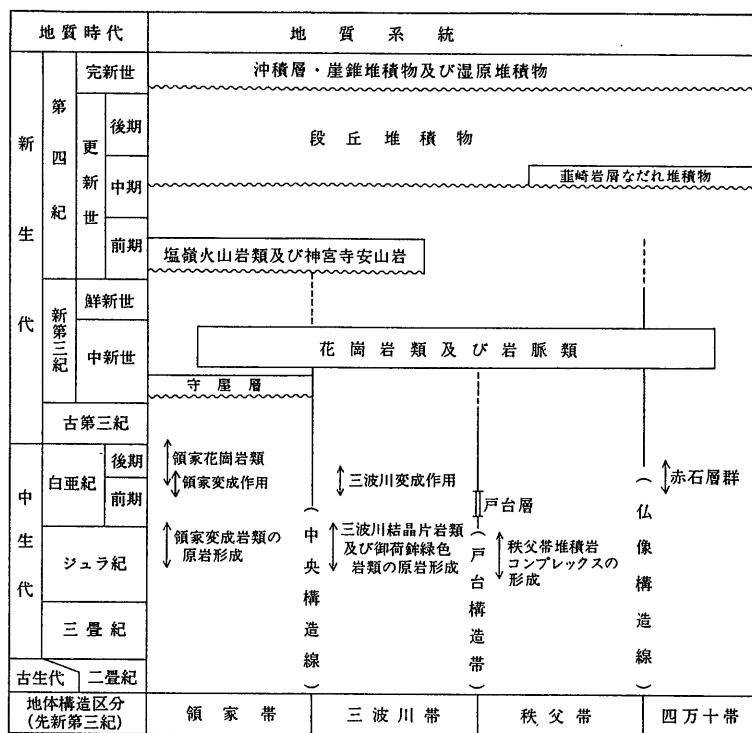 地質時代
地質系統
新生代
第四紀
完新世
沖積層・崖錐堆積物及び湿原堆積物
更新世
後期
段丘堆積物
中期
韮崎岩屑なだれ堆積物
前期
塩嶺火山岩類及び神宮寺安山岩
新第三紀
鮮新世
中新世
花崗岩類及び岩脈類
守屋層
古第三紀
中生代
白亜紀
後期
前期
領家花崗岩類
領家変成作用
三波川変成作用
赤石層群
戸台層
ジュラ紀
領家変成岩類の
原岩形成
(中央構造線)
三波川結晶片岩類
及び御荷鉾緑色
岩類の原岩形成
(戸台構造帯)
秩父帯堆積岩
コンプレックスの
形成
(仏像構造線)
三畳紀
古生代
二畳紀
地体構造区分
(先新第三紀)
領家帯
三波川帯
秩父帯
四万十帯